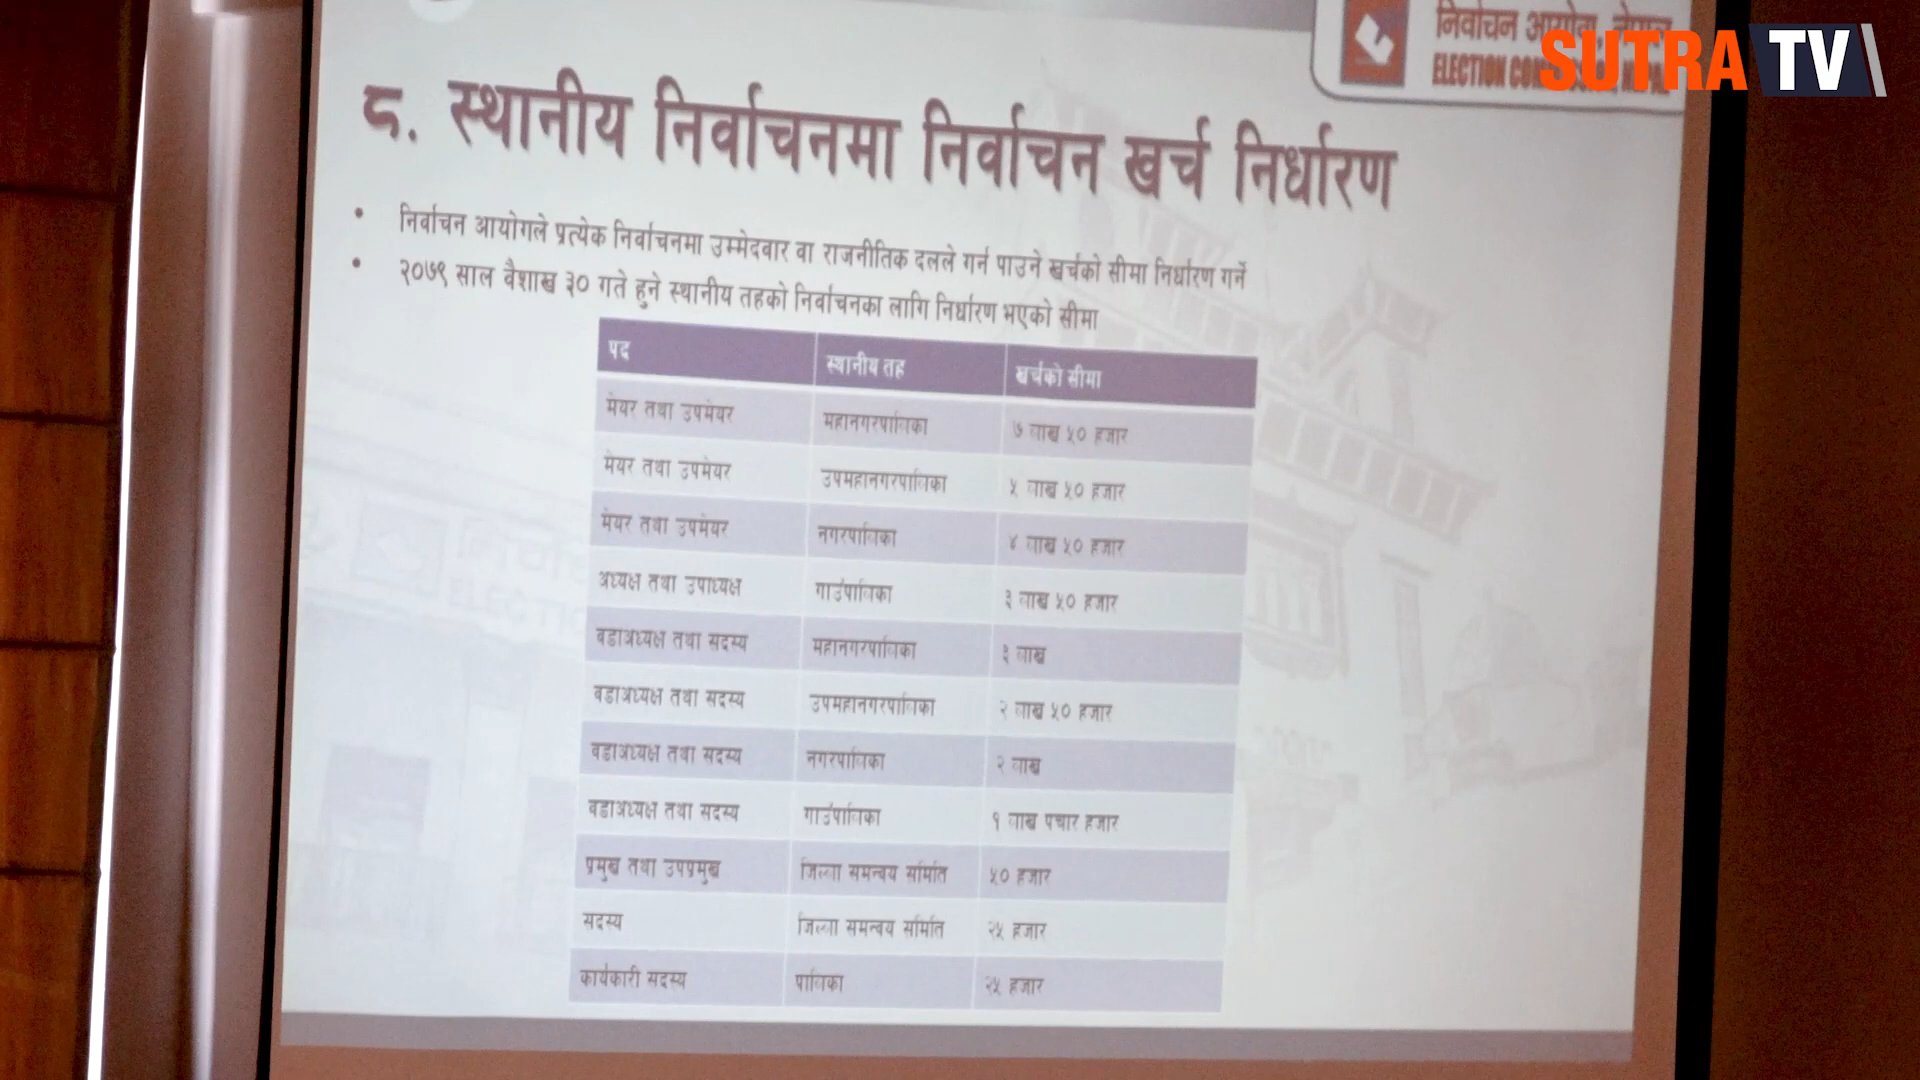 निर्वाचन आयोग, नेपाल
ELECTION
SUTRA TV
८. स्थानीय निर्वाचनमा निर्वाचन खर्च निर्धारण
• निर्वाचन आयोगले प्रत्येक निर्वाचनमा उम्मेदवार वा राजनीतिक दलले गर्न पाउने खर्चको सीमा निर्धारण गर्ने
• २०७९ साल वैशाख ३० गते हुने स्थानीय तहको निर्वाचनका लागि निर्धारण भएको सीमा
पद स्थानीय तह खर्चको सीमा
मेयर तथा उपमेयर महानगरपालिका ७ लाख ५० हजार
मेयर तथा उपमेयर उपमहानगरपालिका ५ लाख ५० हजार
मेयर तथा उपमेयर नगरपालिका ४ लाख ५० हजार
अध्यक्ष तथा उपाध्यक्ष गाउँपालिका ३ लाख ५० हजार
वडाअध्यक्ष तथा सदस्य महानगरपालिका ३ लाख
वडाअध्यक्ष तथा सदस्य उपमहानगरपालिका २ लाख ५० हजार
वडाअध्यक्ष तथा सदस्य नगरपालिका २ लाख
वडाअध्यक्ष तथा सदस्य गाउँपालिका १ लाख पचार हजार
प्रमुख तथा उपप्रमुख जिल्ला समन्वय समिति ५० हजार
सदस्य जिल्ला समन्वय समिति २५ हजार
कार्यकारी सदस्य पालिका २५ हजार